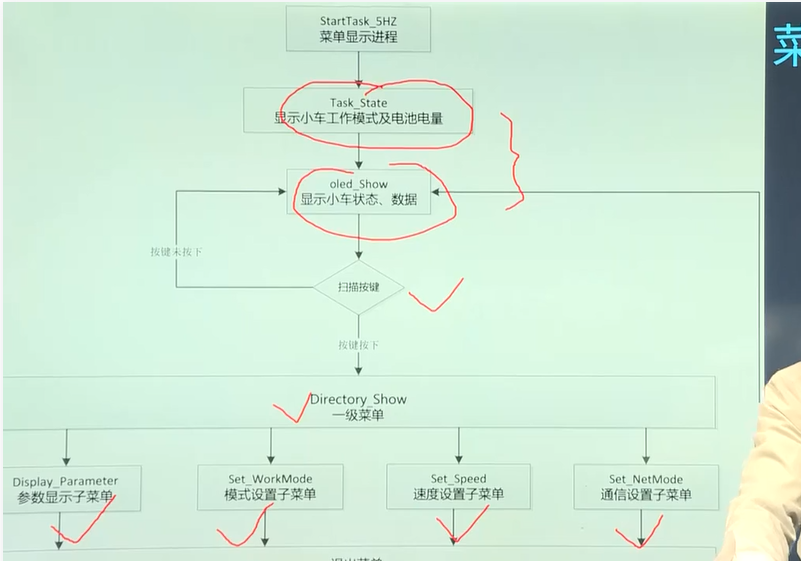 StartTask_5HZ
菜单显示进程
菜
Task_State
显示小车工作模式及电池电量
oled_Show
显示小车状态、数据
按键未按下
扫描按键
按键按下
Directory_Show
一级菜单
Display_Parameter
参数显示子菜单
Set_WorkMode
模式设置子菜单
Set_Speed
速度设置子菜单
Set_NetMode
通信设置子菜单